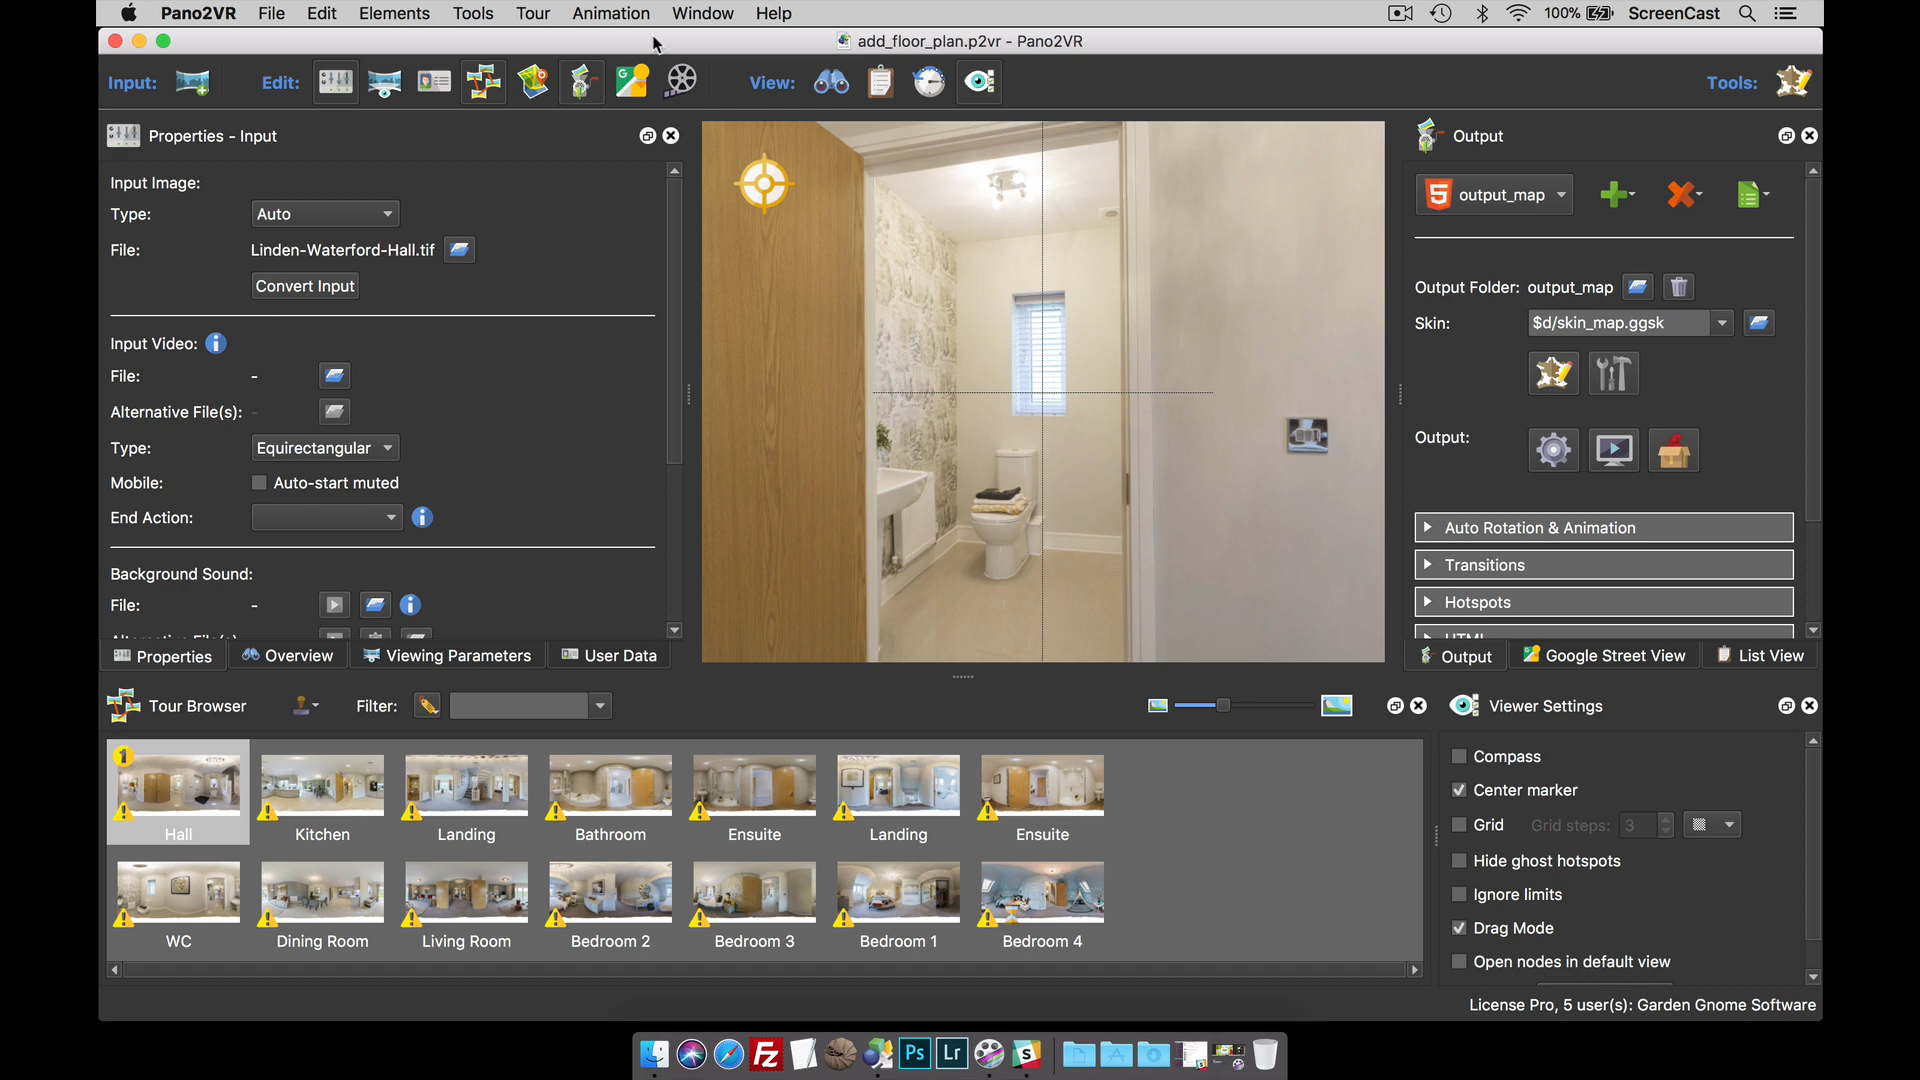 Pano2VR File Edit Elements Tools Tour Animation Window Help 100% ScreenCast
add_floor_plan.p2vr - Pano2VR
Input: Edit: View: Tools:
Properties - Input
Input Image:
Type: Auto
File: Linden-Waterford-Hall.tif
Convert Input
Input Video:
File: -
Alternative File(s): -
Type: Equirectangular
Mobile: Auto-start muted
End Action:
Background Sound:
File: -
Properties Overview Viewing Parameters User Data
Output
5 output_map
Output Folder: output_map
Skin: $d/skin_map.ggsk
Output:
Auto Rotation & Animation
Transitions
Hotspots
HTML
Output Google Street View List View
Tour Browser Filter:
1
Hall Kitchen Landing Bathroom Ensuite Landing Ensuite
WC Dining Room Living Room Bedroom 2 Bedroom 3 Bedroom 1 Bedroom 4
Viewer Settings
Compass
Center marker
Grid Grid steps: 3
Hide ghost hotspots
Ignore limits
Drag Mode
Open nodes in default view
License Pro, 5 user(s): Garden Gnome Software
Fz Ps Lr S